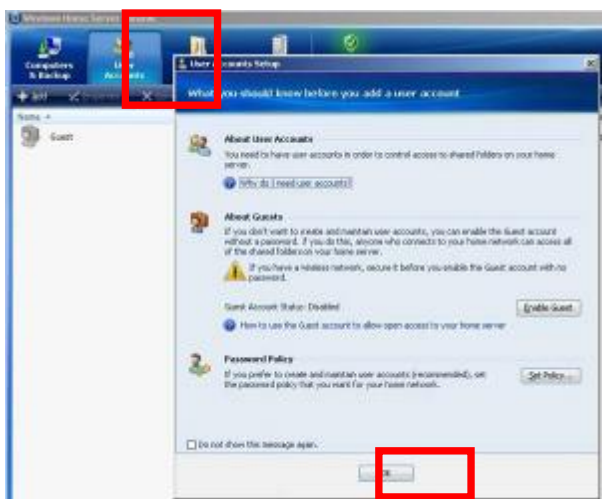 Windows Home Server Console
Computers & Backup
User Accounts
Add
Name
Guest
User Accounts Setup
What you should know before you add a user account
About User Accounts
You need to have user accounts in order to control access to shared folders on your home
server.
Why do I need user accounts?
About Guests
If you don't want to create and maintain user accounts, you can enable the Guest account
without a password. If you do this, anyone who connects to your home network can access all
of the shared folders on your home server.
If you have a wireless network, secure it before you enable the Guest account with no
password.
Guest Account Status: Disabled
Enable Guest
How to use the Guest account to allow open access to your home server
Password Policy
If you prefer to create and maintain user accounts (recommended), set
the password policy that you want for your home network.
Set Policy...
Do not show this message again.
OK